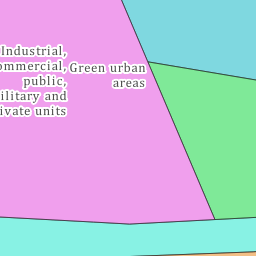 Industrial,
ommercial,
public,
ilitary and
ivate units
Green urban
areas